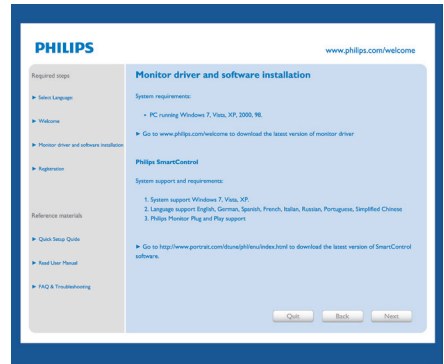 PHILIPS
www.philips.com/welcome
Required steps
► Select Language:
► Welcome
► Monitor driver and software installation
► Registration
Reference materials
► Quick Setup Guide
► Read User Manual
► FAQ & Troubleshooting
Monitor driver and software installation
System requirements:
• PC running Windows 7, Vista, XP, 2000, 98.
► Go to www.philips.com/welcome to download the latest version of monitor driver
Philips SmartControl
System support and requirements:
1. System support Windows 7, Vista, XP.
2. Language support English, German, Spanish, French, Italian, Russian, Portuguese, Simplified Chinese
3. Philips Monitor Plug and Play support
► Go to http://www.portrait.com/dtune/phl/enu/index.html to download the latest version of SmartControl
software.
Quit
Back
Next